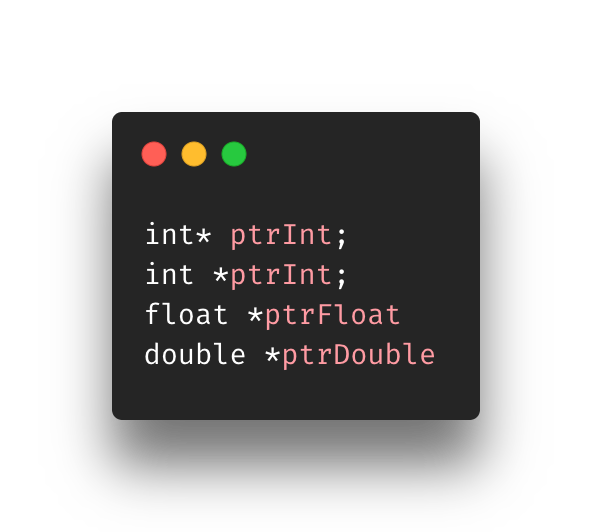 int* ptrInt;
int *ptrInt;
float *ptrFloat
double *ptrDouble